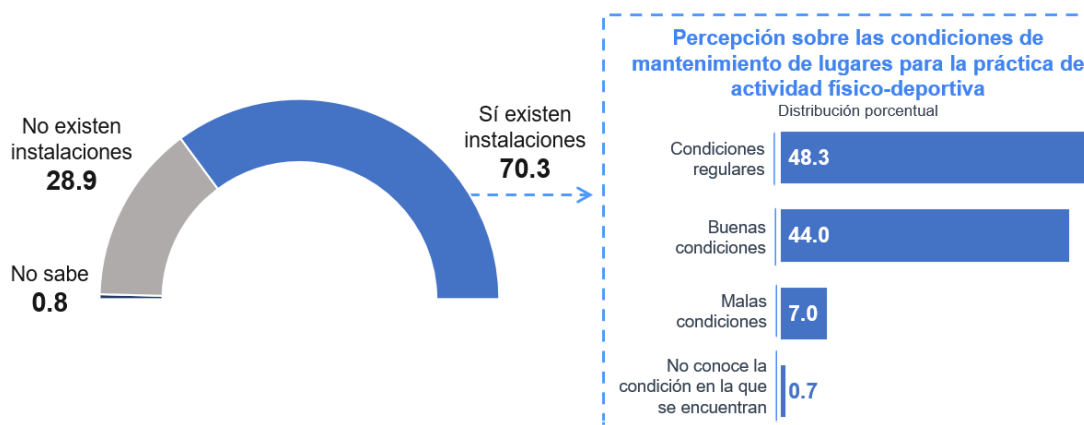 No existen
instalaciones
28.9
No sabe
0.8
Sí existen
instalaciones
70.3
Percepción sobre las condiciones de
mantenimiento de lugares para la práctica de
actividad físico-deportiva
Distribución porcentual
Condiciones
regulares
48.3
Buenas
condiciones
44.0
Malas
condiciones
7.0
No conoce la
condición en la que
se encuentran
0.7